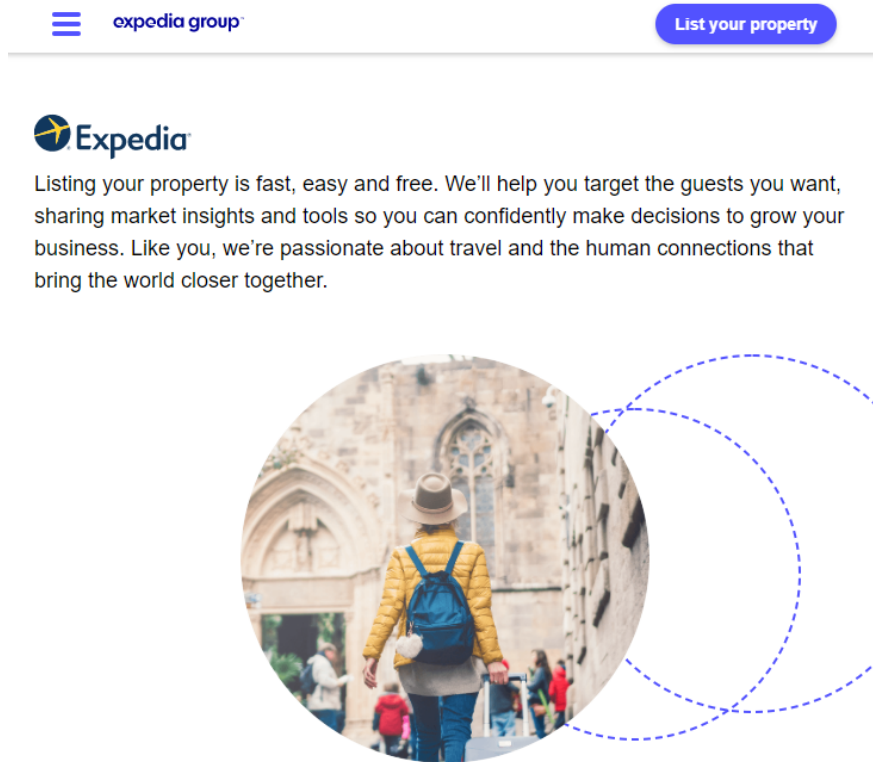 expedia group™
List your property
Expedia®
Listing your property is fast, easy and free. We’ll help you target the guests you want,
sharing market insights and tools so you can confidently make decisions to grow your
business. Like you, we’re passionate about travel and the human connections that
bring the world closer together.